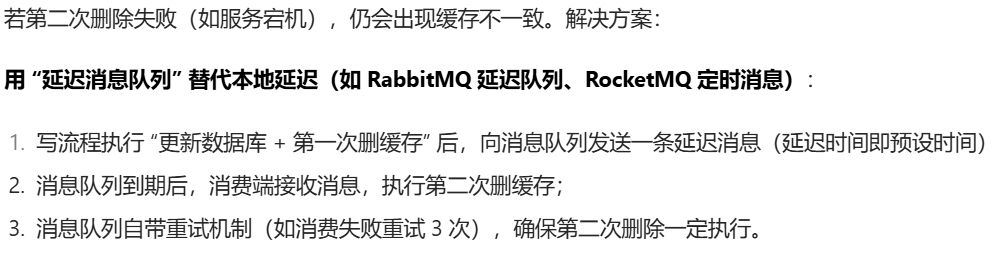 若第二次删除失败（如服务宕机），仍会出现缓存不一致。解决方案：
用 “延迟消息队列” 替代本地延迟（如 RabbitMQ 延迟队列、RocketMQ 定时消息）：
1. 写流程执行 “更新数据库 + 第一次删缓存” 后，向消息队列发送一条延迟消息（延迟时间即预设时间）
2. 消息队列到期后，消费端接收消息，执行第二次删缓存；
3. 消息队列自带重试机制（如消费失败重试 3 次），确保第二次删除一定执行。